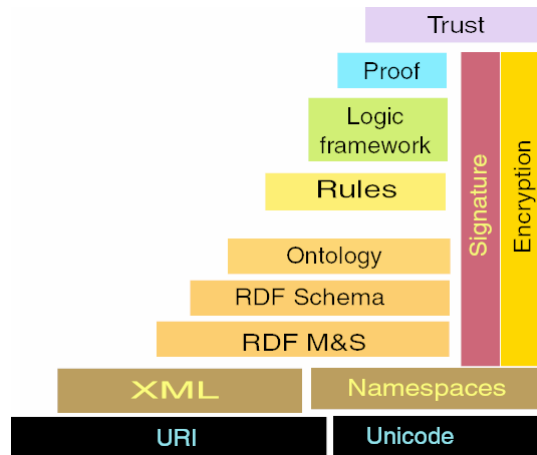 Trust
Proof
Logic
framework
Rules
Ontology
RDF Schema
RDF M&S
Signature
Encryption
XML
Namespaces
URI
Unicode